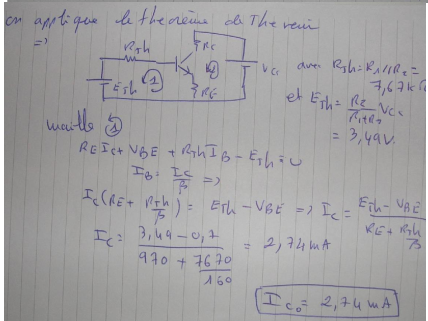 on applique le théorème de Thevenin
=>
RTh
RC
1
2
VCC
ETh
RE
avec RTh = R1//R2 =
7,67 k
et ETh = R2/(R1+R2) VCC
= 3,49V.
maille 1
RE IC + VBE + RTh IB - ETh = 0
IB = IC/β =>
IC(RE + RTh/β) = ETh - VBE => IC = (ETh - VBE)/(RE + RTh/β)
IC = (3,49 - 0,7)/(970 + 7670/160) = 2,74 mA
IC0 = 2,74 mA